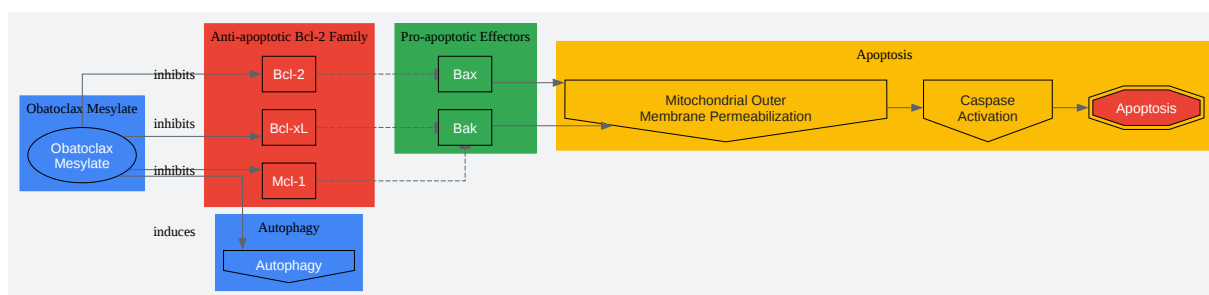 Obatoclax Mesylate
Obatoclax
Mesylate
inhibits
inhibits
inhibits
induces
Anti-apoptotic Bcl-2 Family
Bcl-2
Bcl-xL
Mcl-1
Autophagy
Autophagy
Pro-apoptotic Effectors
Bax
Bak
Apoptosis
Mitochondrial Outer
Membrane Permeabilization
Caspase
Activation
Apoptosis